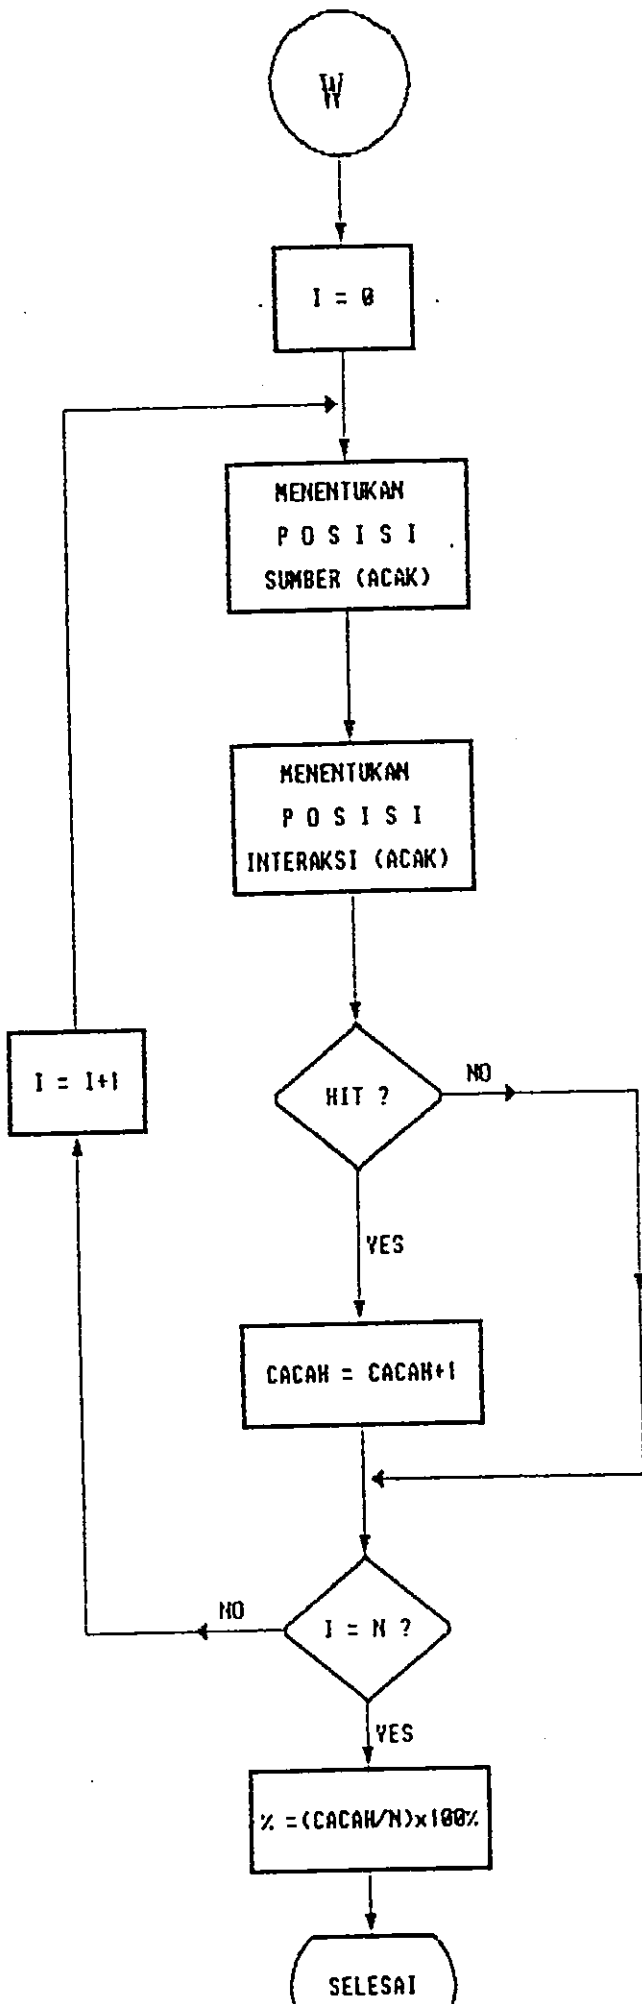 W
I = 0
MENENTUKAN
P O S I S I
SUMBER (ACAK)
MENENTUKAN
P O S I S I
INTERAKSI (ACAK)
I = I+1
HIT ?
NO
YES
CACAH = CACAH+1
NO
I = N ?
YES
% =(CACAH/N)x100%
SELESAI